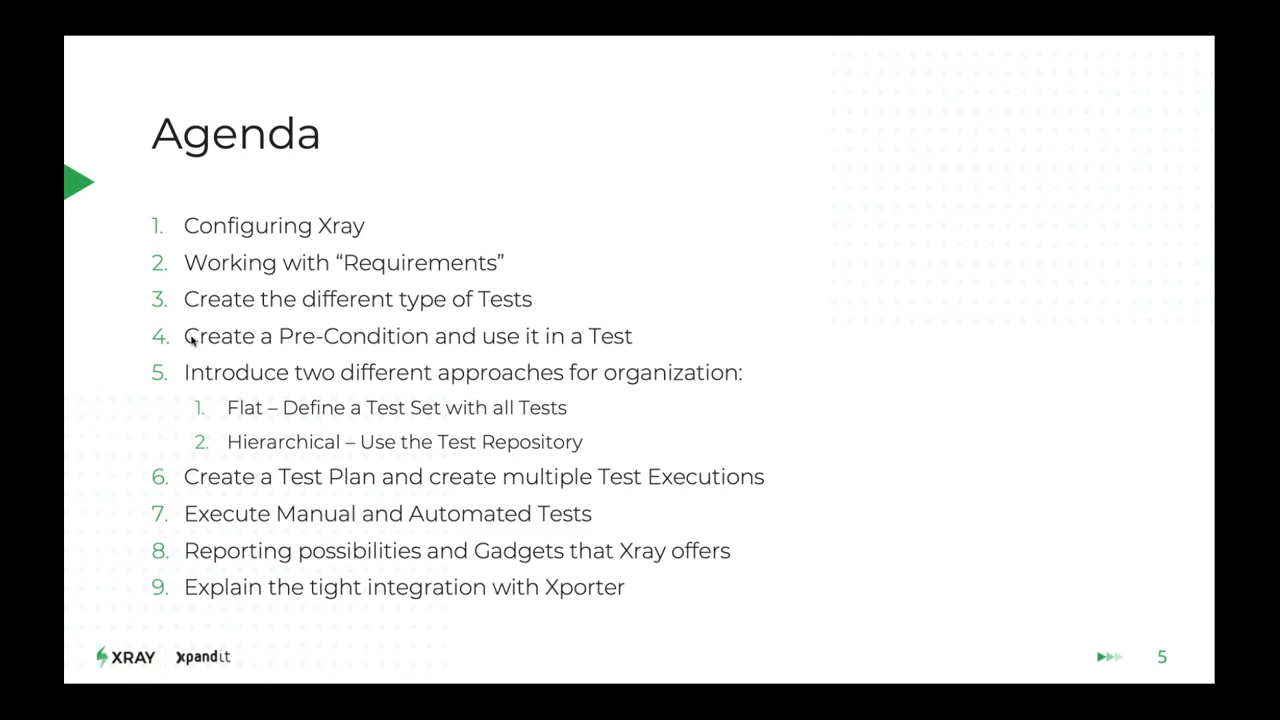 Agenda
1. Configuring Xray
2. Working with “Requirements”
3. Create the different type of Tests
4. Create a Pre-Condition and use it in a Test
5. Introduce two different approaches for organization:
1. Flat – Define a Test Set with all Tests
2. Hierarchical – Use the Test Repository
6. Create a Test Plan and create multiple Test Executions
7. Execute Manual and Automated Tests
8. Reporting possibilities and Gadgets that Xray offers
9. Explain the tight integration with Xporter
XRAY xpandit 5